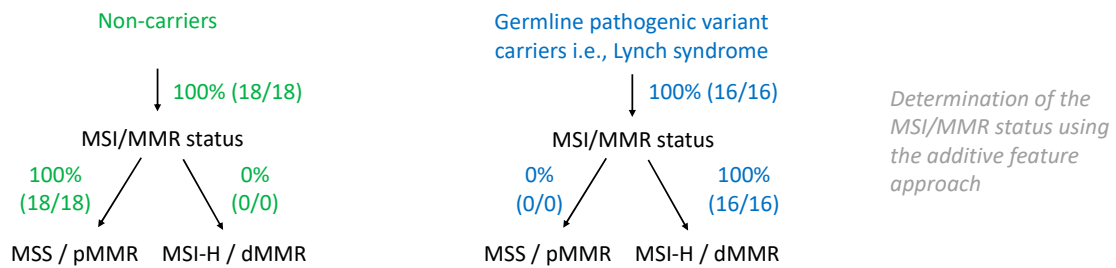 Non-carriers
100% (18/18)
MSI/MMR status
100%
(18/18)
0%
(0/0)
MSS / pMMR
MSI-H / dMMR
Germline pathogenic variant
carriers i.e., Lynch syndrome
100% (16/16)
MSI/MMR status
0%
(0/0)
100%
(16/16)
MSS / pMMR
MSI-H / dMMR
Determination of the
MSI/MMR status using
the additive feature
approach